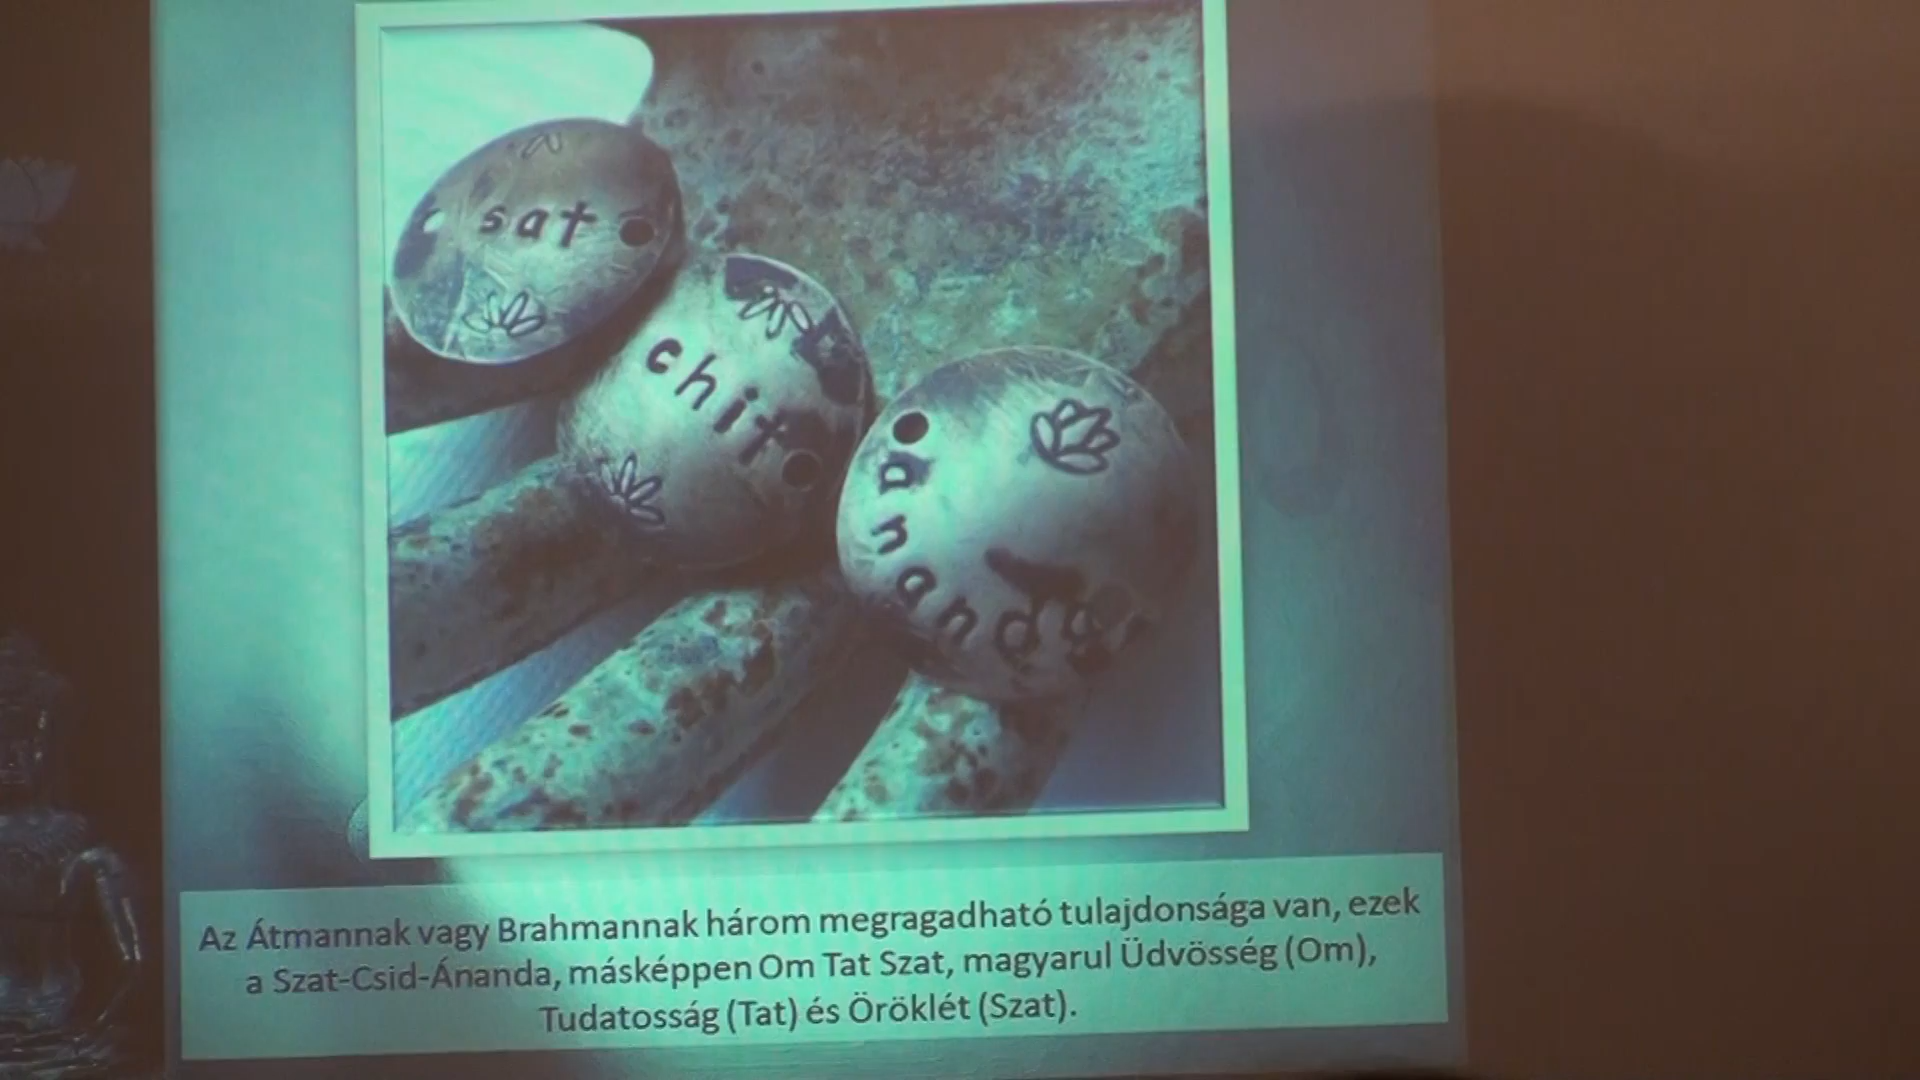 sat
chit
ananda
Az Átmannak vagy Brahmannak három megragadható tulajdonsága van, ezek
a Szat-Csid-Ánanda, másképpen Om Tat Szat, magyarul Üdvösség (Om),
Tudatosság (Tat) és Öröklét (Szat).